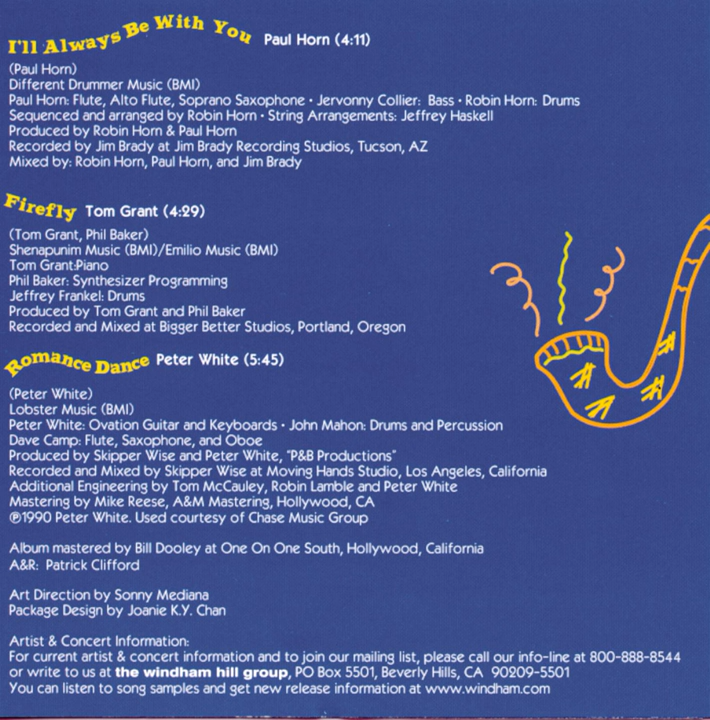 I'll Always Be With You Paul Horn (4:11)
(Paul Horn)
Different Drummer Music (BMI)
Paul Horn: Flute, Alto Flute, Soprano Saxophone • Jervonny Collier: Bass • Robin Horn: Drums
Sequenced and arranged by Robin Horn • String Arrangements: Jeffrey Haskell
Produced by Robin Horn & Paul Horn
Recorded by Jim Brady at Jim Brady Recording Studios, Tucson, AZ
Mixed by: Robin Horn, Paul Horn, and Jim Brady
Firefly Tom Grant (4:29)
(Tom Grant, Phil Baker)
Shenapunim Music (BMI)/Emilio Music (BMI)
Tom Grant:Piano
Phil Baker: Synthesizer Programming
Jeffrey Frankel: Drums
Produced by Tom Grant and Phil Baker
Recorded and Mixed at Bigger Better Studios, Portland, Oregon
Romance Dance Peter White (5:45)
(Peter White)
Lobster Music (BMI)
Peter White: Ovation Guitar and Keyboards • John Mahon: Drums and Percussion
Dave Camp: Flute, Saxophone, and Oboe
Produced by Skipper Wise and Peter White, "P&B Productions"
Recorded and Mixed by Skipper Wise at Moving Hands Studio, Los Angeles, California
Additional Engineering by Tom McCauley, Robin Lamble and Peter White
Mastering by Mike Reese, A&M Mastering, Hollywood, CA
℗1990 Peter White. Used courtesy of Chase Music Group
Album mastered by Bill Dooley at One On One South, Hollywood, California
A&R: Patrick Clifford
Art Direction by Sonny Mediana
Package Design by Joanie K.Y. Chan
Artist & Concert Information:
For current artist & concert information and to join our mailing list, please call our info-line at 800-888-8544
or write to us at the windham hill group, PO Box 5501, Beverly Hills, CA 90209-5501
You can listen to song samples and get new release information at www.windham.com